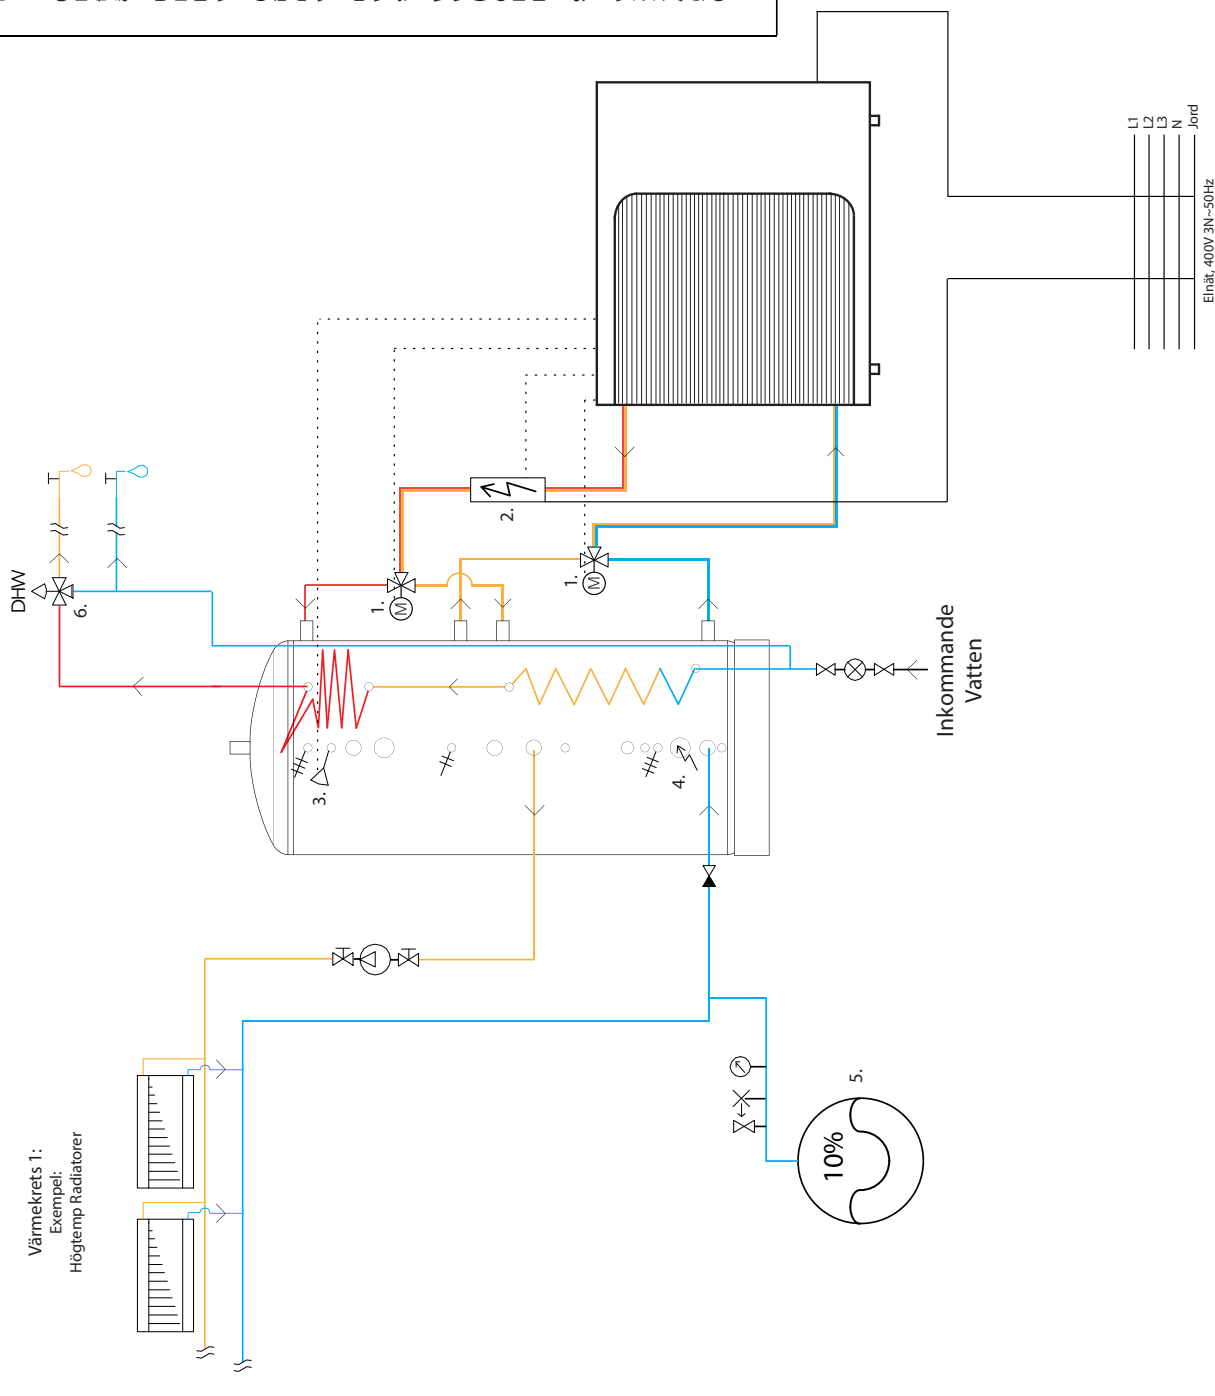 DHW
6.
1.
2.
1.
M
M
3.
4.
Inkommande
Vatten
L1
L2
L3
N
Jord
Elnät, 400V 3N~50Hz
Värmekrets 1:
Exempel:
Högtemp Radiatorer
10%
5.